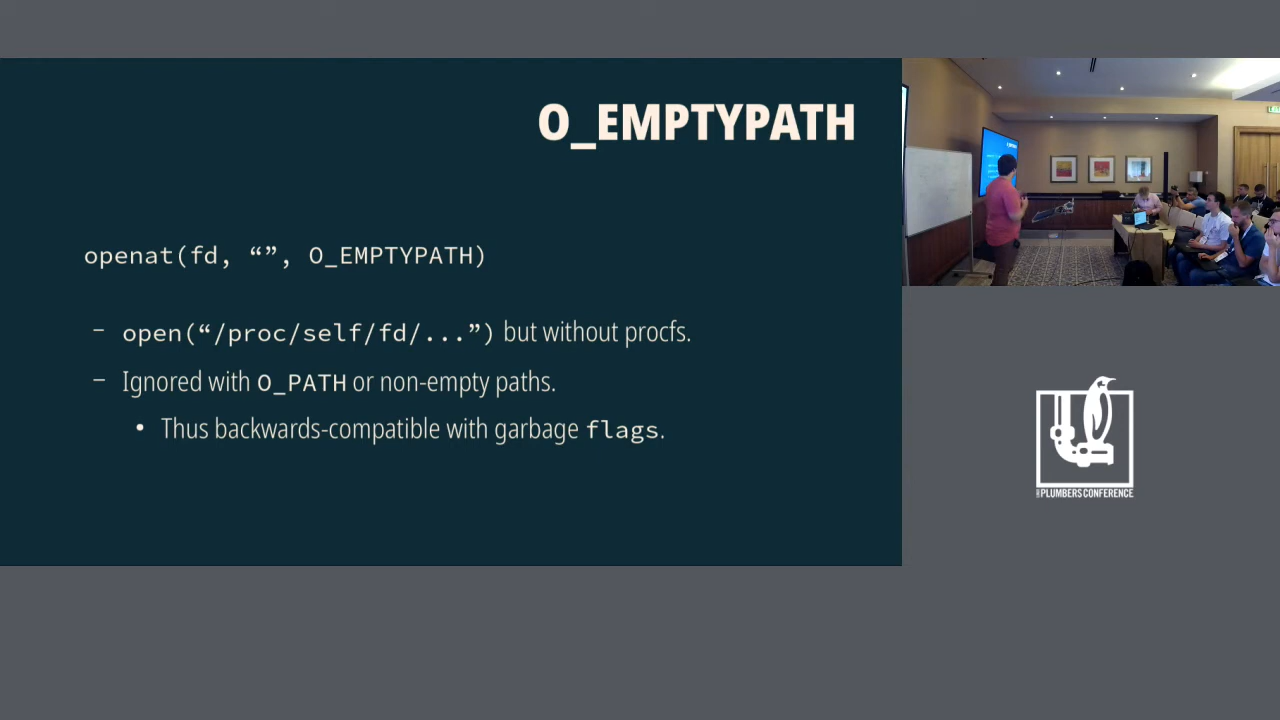 O_EMPTYPATH
openat(fd, “”, O_EMPTYPATH)
– open(“/proc/self/fd/...”) but without procfs.
– Ignored with O_PATH or non-empty paths.
• Thus backwards-compatible with garbage flags.
PLUMBERS CONFERENCE